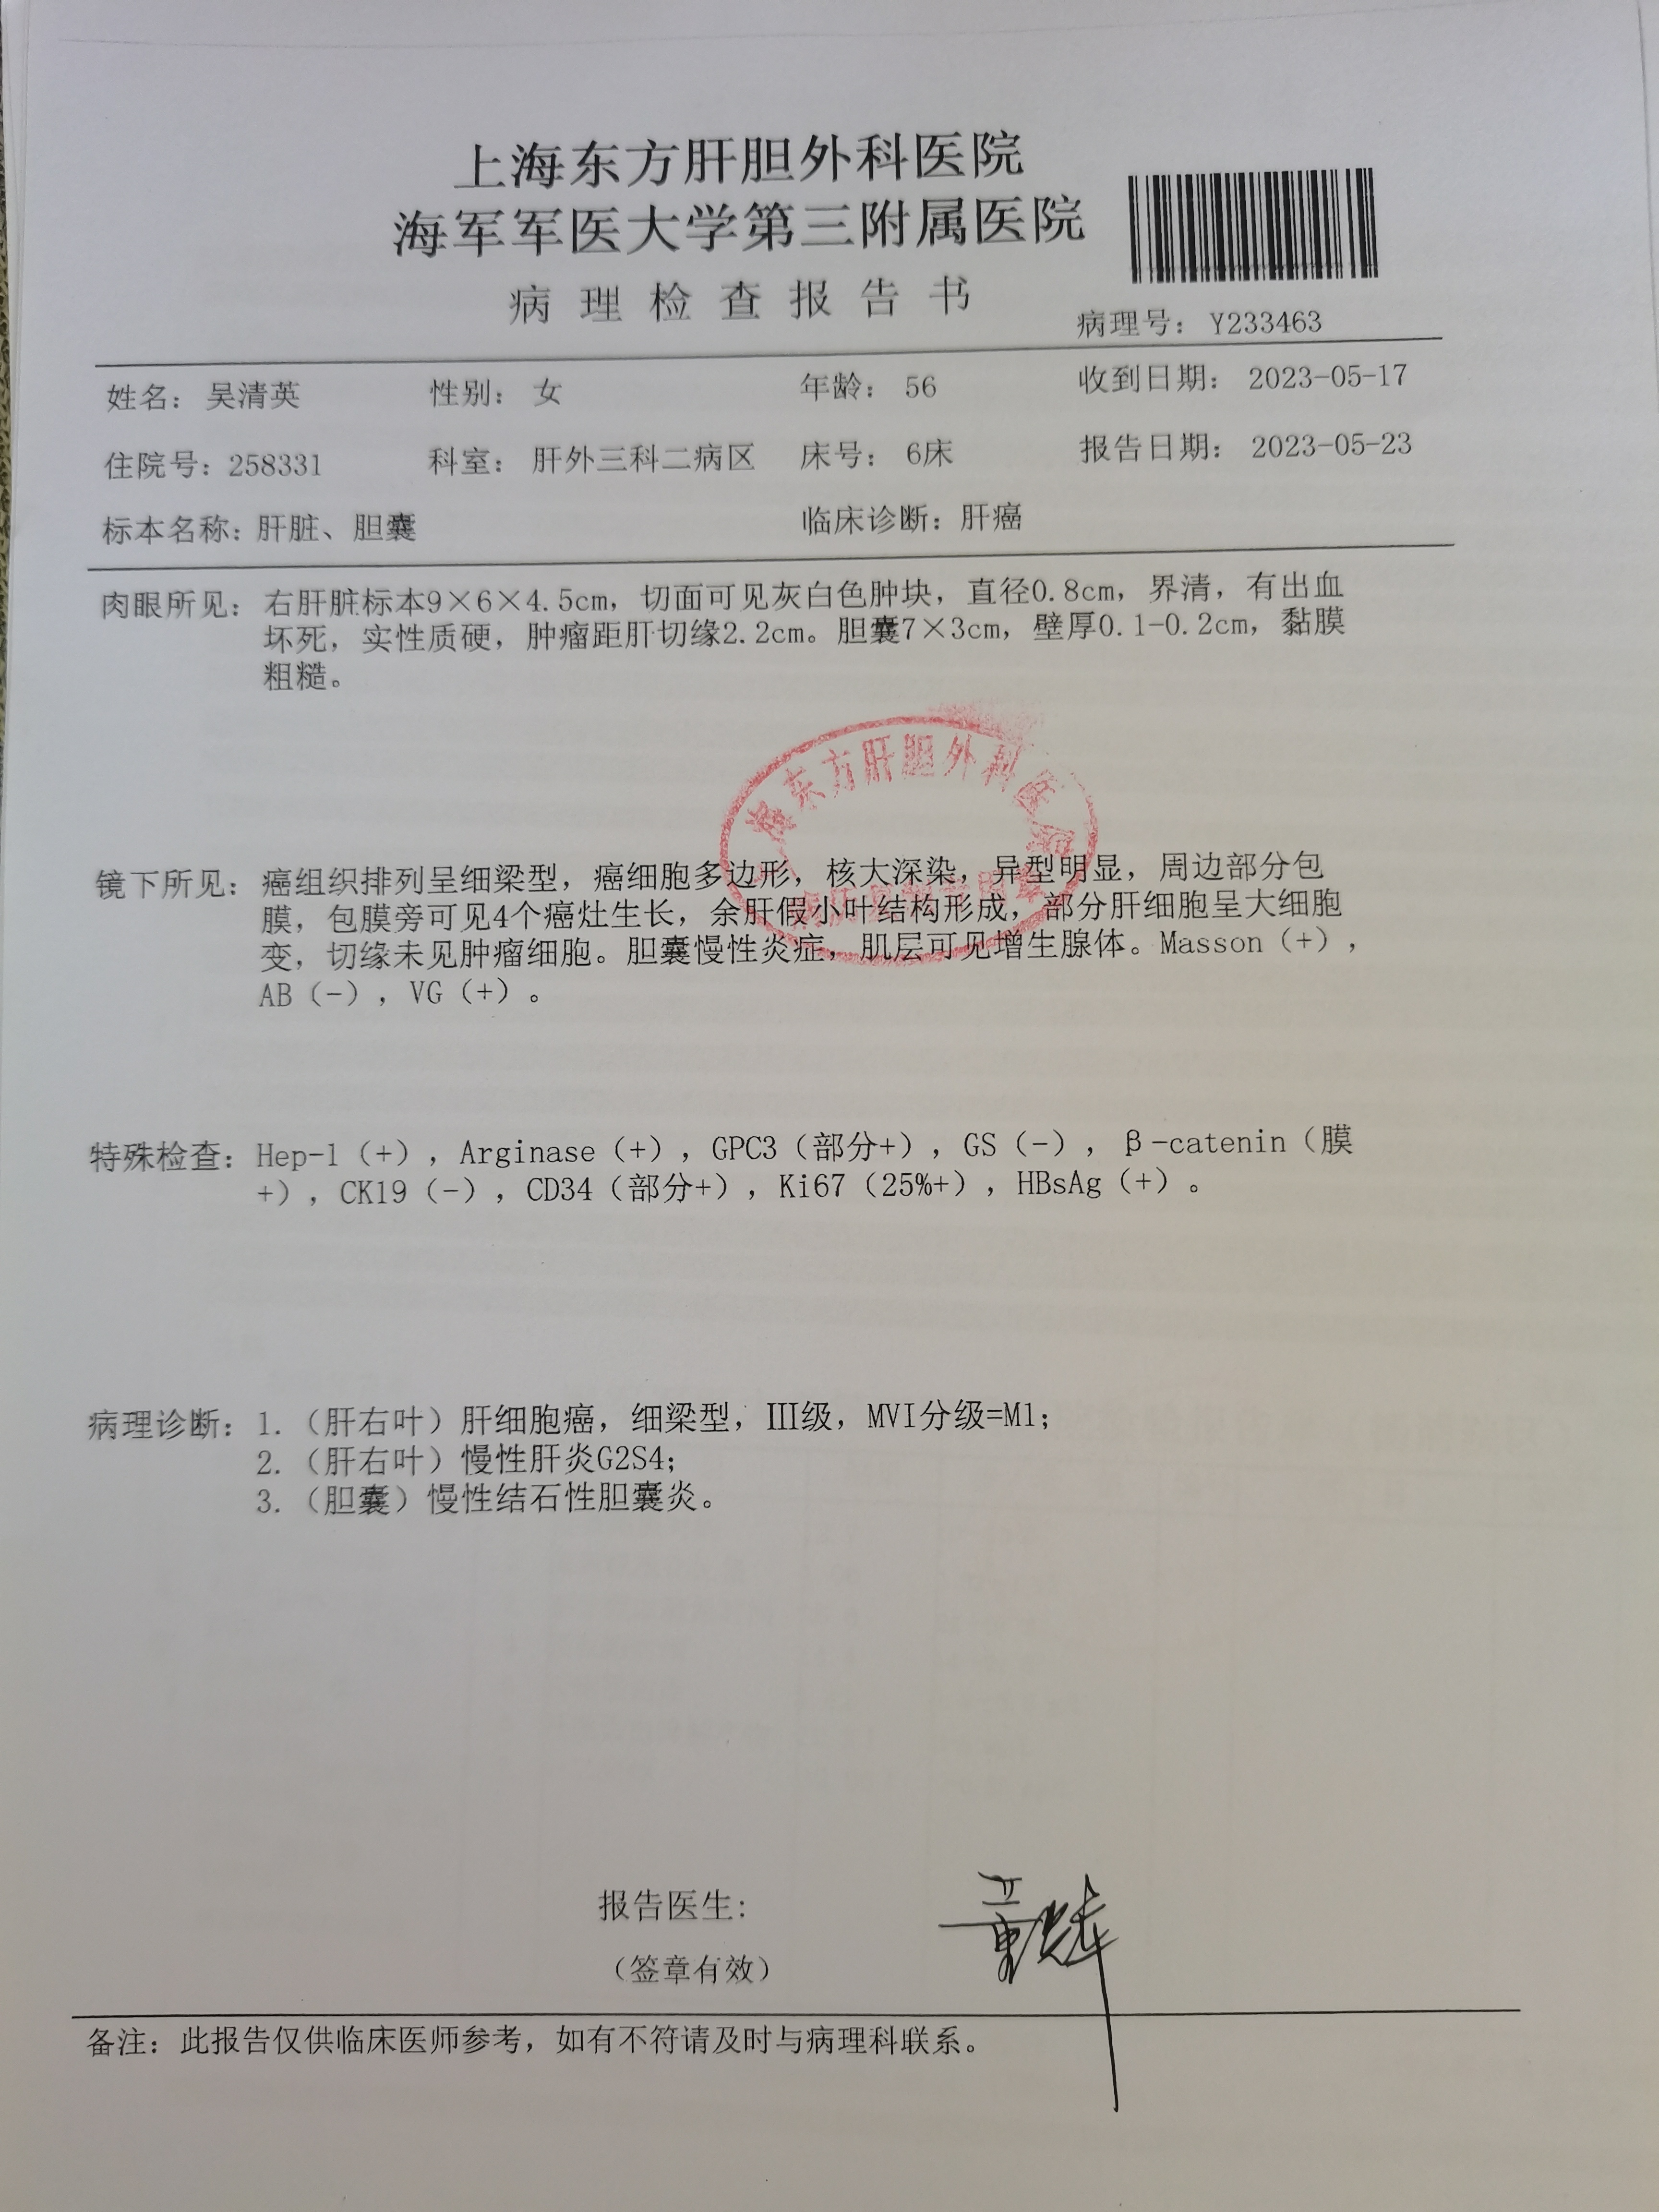 上海东方肝胆外科医院
海军军医大学第三附属医院
病理检查报告书
病理号： Y233463
姓名： 吴清英 性别： 女 年龄： 56 收到日期： 2023-05-17
住院号：258331 科室： 肝外三科二病区 床号： 6床 报告日期： 2023-05-23
标本名称：肝脏、胆囊 临床诊断：肝癌
肉眼所见：右肝脏标本9×6×4.5cm，切面可见灰白色肿块，直径0.8cm，界清，有出血
坏死，实性质硬，肿瘤距肝切缘2.2cm。胆囊7×3cm，壁厚0.1-0.2cm，黏膜
粗糙。
海东方肝胆外科医院
镜下所见：癌组织排列呈细梁型，癌细胞多边形，核大深染，异型明显，周边部分包
膜，包膜旁可见4个癌灶生长，余肝假小叶结构形成，部分肝细胞呈大细胞
变，切缘未见肿瘤细胞。胆囊慢性炎症，肌层可见增生腺体。Masson（+），
AB（-），VG（+）。
特殊检查：Hep-1（+），Arginase（+），GPC3（部分+），GS（-），β-catenin（膜
+），CK19（-），CD34（部分+），Ki67（25%+），HBsAg（+）。
病理诊断：1.（肝右叶）肝细胞癌，细梁型，III级，MVI分级=M1；
2.（肝右叶）慢性肝炎G2S4；
3.（胆囊）慢性结石性胆囊炎。
报告医生：
（签章有效）
备注：此报告仅供临床医师参考，如有不符请及时与病理科联系。